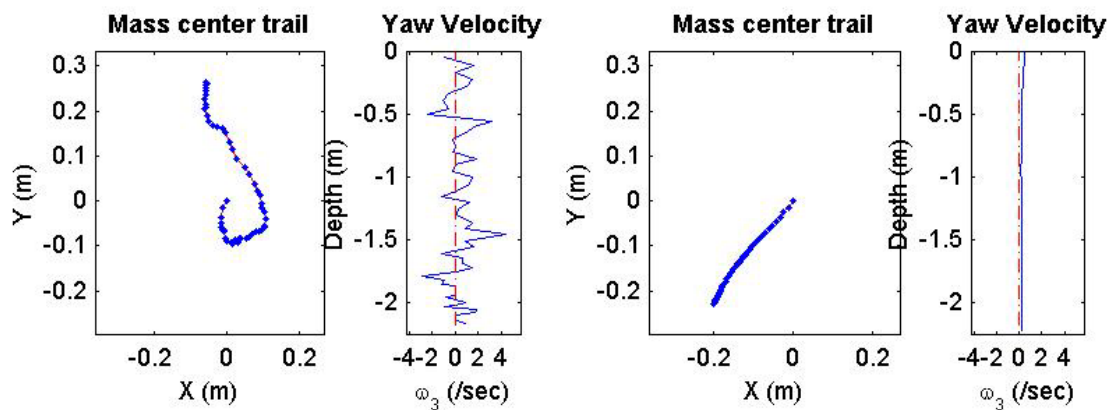 Mass center trail
Yaw Velocity
Mass center trail
Yaw Velocity
0.3
0.2
0.1
0
-0.1
-0.2
Y (m)
-0.2 0 0.2
X (m)
0
-0.5
-1
-1.5
-2
Depth (m)
-4 -2 0 2 4
ω3 (/sec)
0.3
0.2
0.1
0
-0.1
-0.2
Y (m)
-0.2 0 0.2
X (m)
0
-0.5
-1
-1.5
-2
Depth (m)
-4 -2 0 2 4
ω3 (/sec)